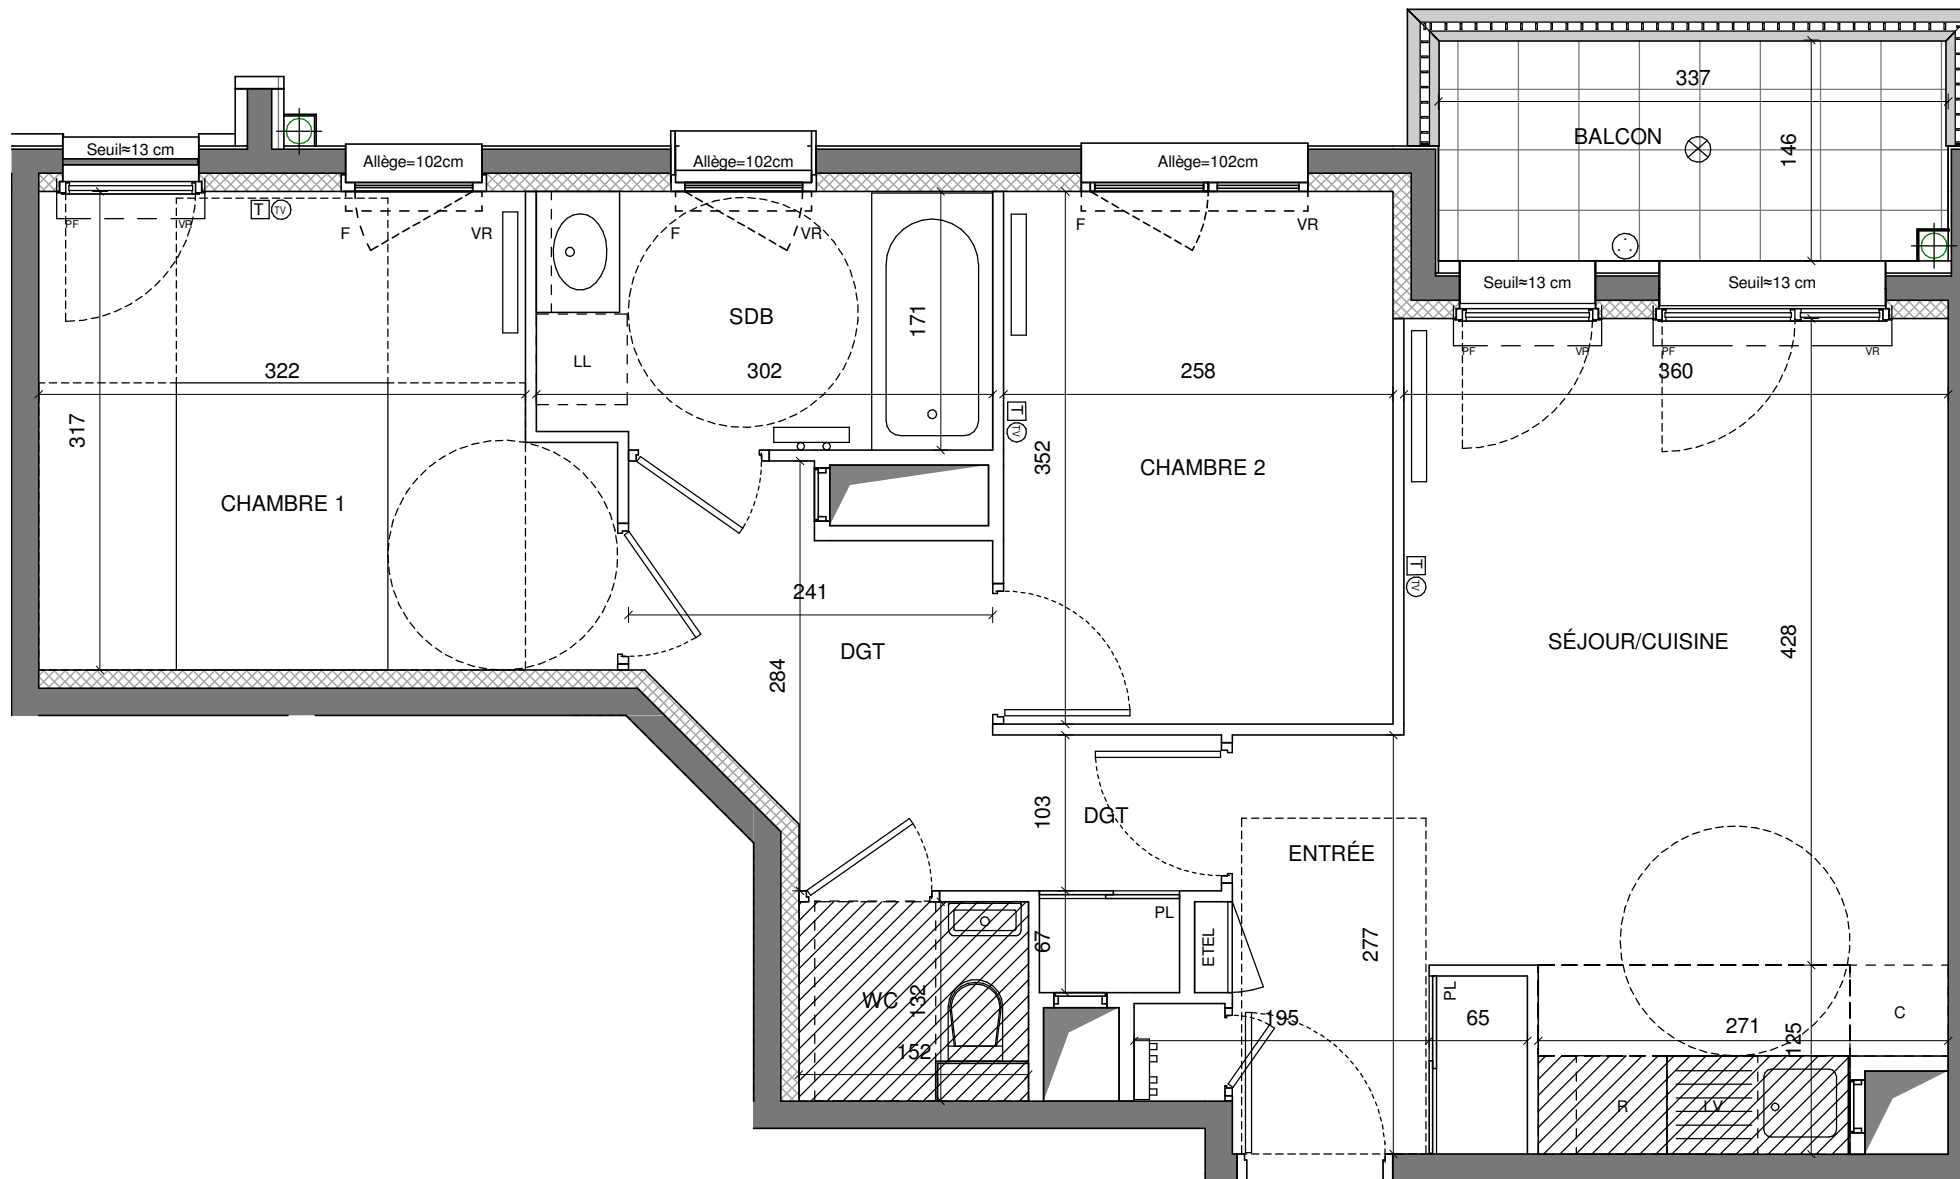 337
BALCON
146
Seuil≈13 cm
Allège=102cm
Allège=102cm
Allège=102cm
T TV
PF
VR
F
VR
F
VR
F
VR
Seuil≈13 cm
Seuil≈13 cm
SDB
171
LL
PF
VR
PF
VR
322
302
258
360
317
T TV
352
CHAMBRE 2
CHAMBRE 1
T TV
241
SÉJOUR/CUISINE
428
DGT
284
103
DGT
ENTRÉE
PL
67
ETEL
277
WC
132
PL
195
65
271
125
C
152
R
LV